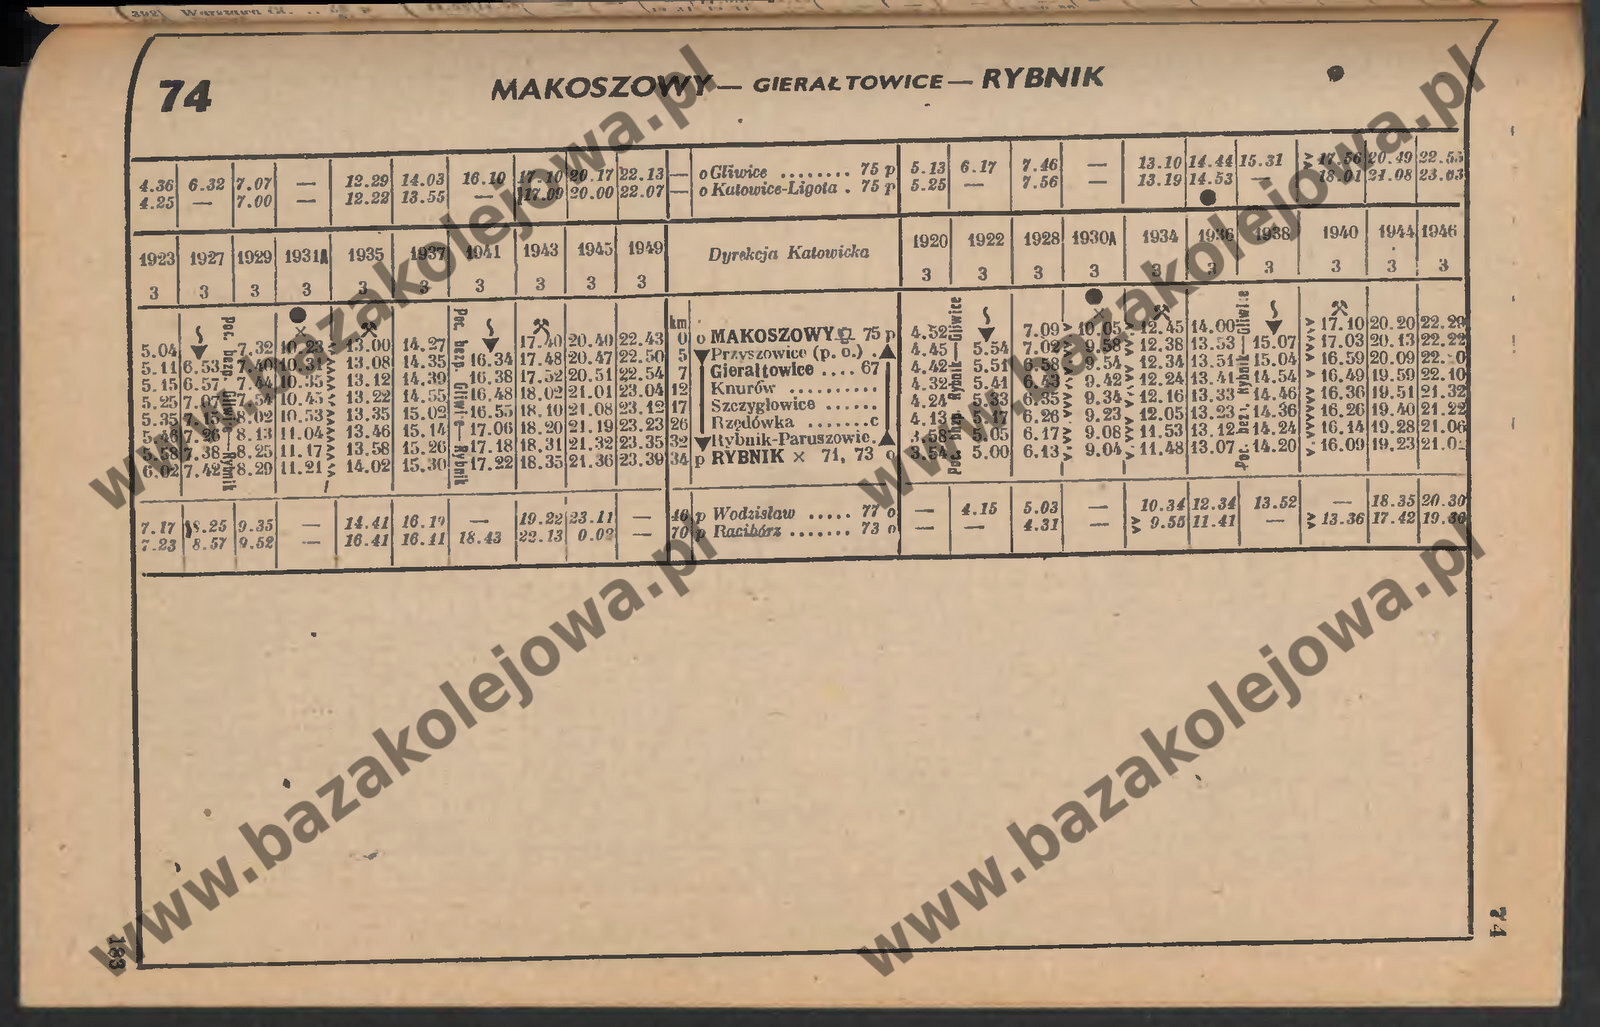 74
MAKOSZOWY — GIERAŁTOWICE — RYBNIK
4.36 6.32 7.07 — 12.29 14.03 16.10 17.10 20.17 22.13 — o Gliwice ........ 75 p 5.13 6.17 7.46 — 13.10 14.44 15.31 17.56 20.49 22.55
4.25 — 7.00 — 12.22 13.55 — 17.09 20.00 22.07 — o Katowice-Ligota . 75 p 5.25 — 7.56 — 13.19 14.53 — 18.01 21.08 23.03
1923 1927 1929 1931A 1935 1937 1941 1943 1945 1949 Dyrekcja Katowicka 1920 1922 1928 1930A 1934 1936 1938 1940 1944 1946
3 3 3 3 3 3 3 3 3 3 3 3 3 3 3 3 3 3 3 3
km
5.04 7.32 10.23 13.00 14.27 17.40 20.40 22.43 0 o MAKOSZOWY 75 p 4.52 7.09 10.05 12.45 14.00 17.10 20.20 22.29
5.11 6.53 7.40 10.31 13.08 14.35 16.34 17.48 20.47 22.50 5 Przyszowice (p. o.) . 4.45 5.54 7.02 9.58 12.38 13.53 15.07 17.03 20.13 22.22
5.15 6.57 7.44 10.35 13.12 14.39 16.38 17.52 20.51 22.54 7 Gierałtowice .... 67 4.42 5.51 6.58 9.54 12.34 13.51 15.04 16.59 20.09
5.25 7.07 7.54 10.45 13.22 14.55 16.48 18.02 21.01 23.04 12 Knurów .......... 4.32 5.41 6.43 9.42 12.24 13.41 14.54 16.49 19.59 22.10
5.35 7.15 8.02 10.53 13.35 15.02 16.55 18.10 21.08 23.12 17 Szczygłowice ...... 4.24 5.33 6.35 9.34 12.16 13.33 14.46 16.36 19.51 21.32
5.46 7.26 8.13 11.04 13.46 15.14 17.06 18.20 21.19 23.23 26 Rzędówka .......c 4.13 5.17 6.26 9.23 12.05 13.23 14.36 16.26 19.40 21.22
5.58 7.38 8.25 11.17 13.58 15.26 17.18 18.31 21.32 23.35 32 Rybnik-Paruszowie. 3.58 5.05 6.17 9.08 11.53 13.12 14.24 16.14 19.28 21.06
6.02 7.42 8.29 11.21 14.02 15.30 17.22 18.35 21.36 23.39 34 p RYBNIK × 71, 73 o 3.54 5.00 6.13 9.04 11.48 13.07 14.20 16.09 19.23
Poc. bezp. Gliwice—Rybnik
Poc. bezp. Gliwice—Rybnik
Poc. bezp. Rybnik—Gliwice
Poc. bezp. Rybnik—Gliwice
7.17 8.25 9.35 — 14.41 16.19 — 19.22 23.11 — 46 p Wodzisław ..... 77 o — 4.15 5.03 — 10.34 12.34 13.52 — 18.35 20.30
7.23 8.57 9.52 — 16.41 16.41 18.43 22.13 0.02 — 70 p Racibórz ....... 73 o — — 4.31 — 9.55 11.41 — 13.36 17.42 19.30
183
74
www.bazakolejowa.pl
www.bazakolejowa.pl
www.bazakolejowa.pl
www.bazakolejowa.pl